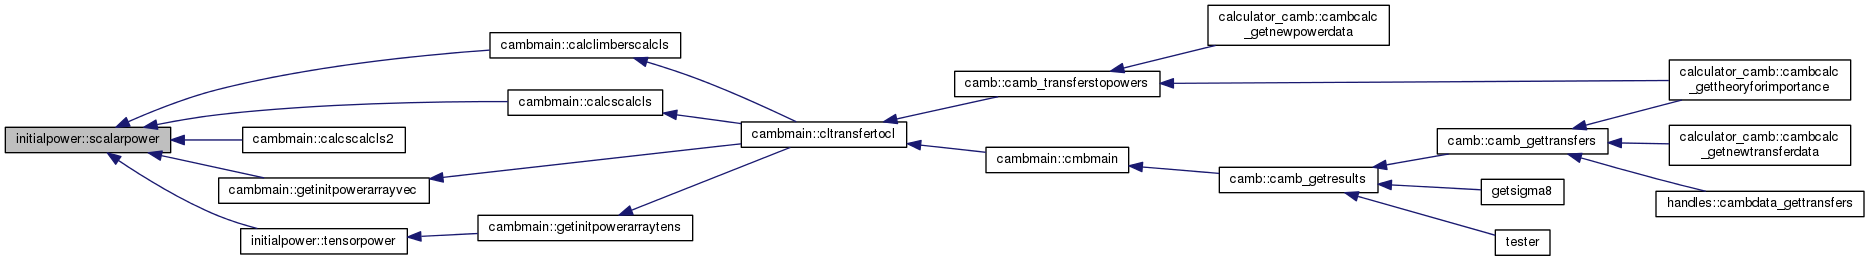 initialpower::scalarpower
cambmain::calclimberscalcls
cambmain::calcscalcls
cambmain::calcscalcls2
cambmain::getinitpowerarrayvec
initialpower::tensorpower
cambmain::getinitpowerarraytens
cambmain::cltransfertocl
camb::camb_transferstopowers
cambmain::cmbmain
calculator_camb::cambcalc
_getnewpowerdata
camb::camb_getresults
camb::camb_gettransfers
getsigma8
tester
calculator_camb::cambcalc
_gettheoryforimportance
calculator_camb::cambcalc
_getnewtransferdata
handles::cambdata_gettransfers